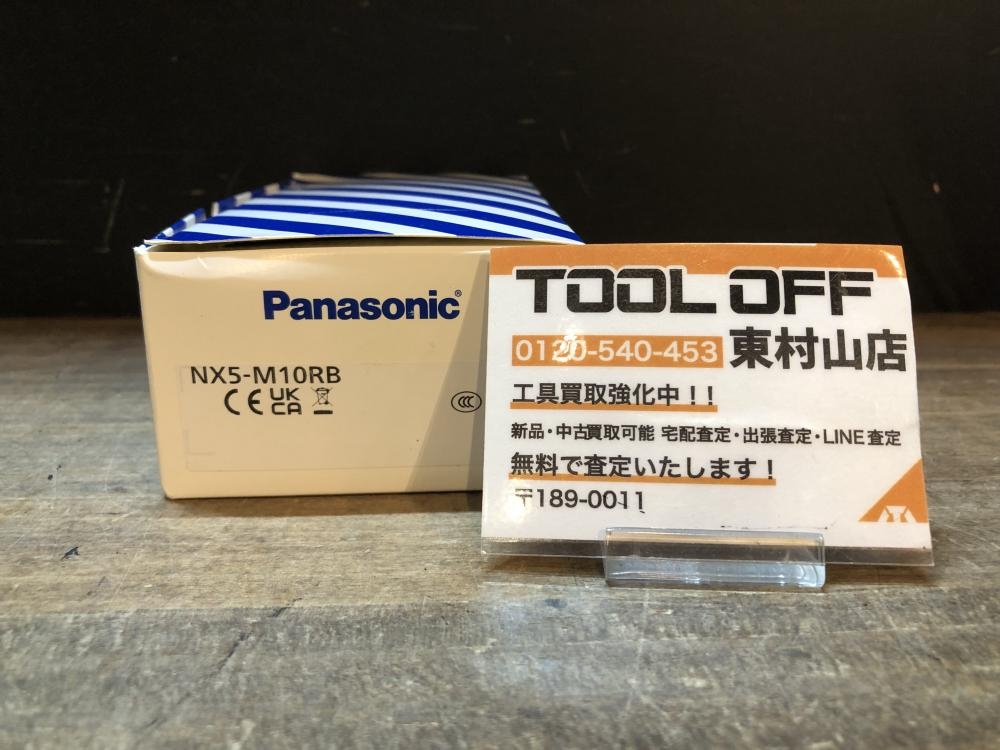 Panasonic®
NX5-M10RB
CE UK CA
CCC
TOOL OFF
0120-540-453 東村山店
工具買取強化中！！
新品・中古買取可能 宅配査定・出張査定・LINE査定
無料で査定いたします！
〒189-0011